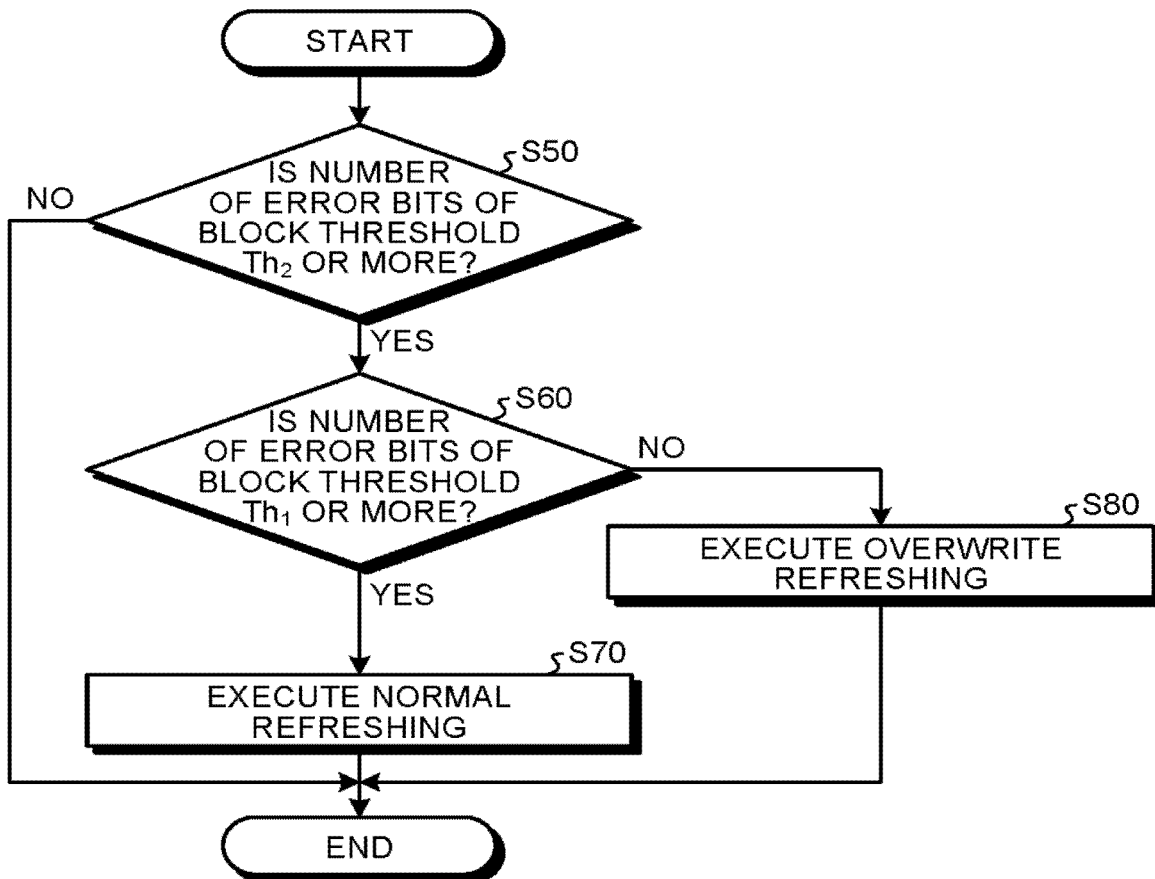 START
S50
IS NUMBER
OF ERROR BITS OF
BLOCK THRESHOLD
Th₂ OR MORE?
NO
YES
S60
IS NUMBER
OF ERROR BITS OF
BLOCK THRESHOLD
Th₁ OR MORE?
NO
YES
S80
EXECUTE OVERWRITE
REFRESHING
S70
EXECUTE NORMAL
REFRESHING
END